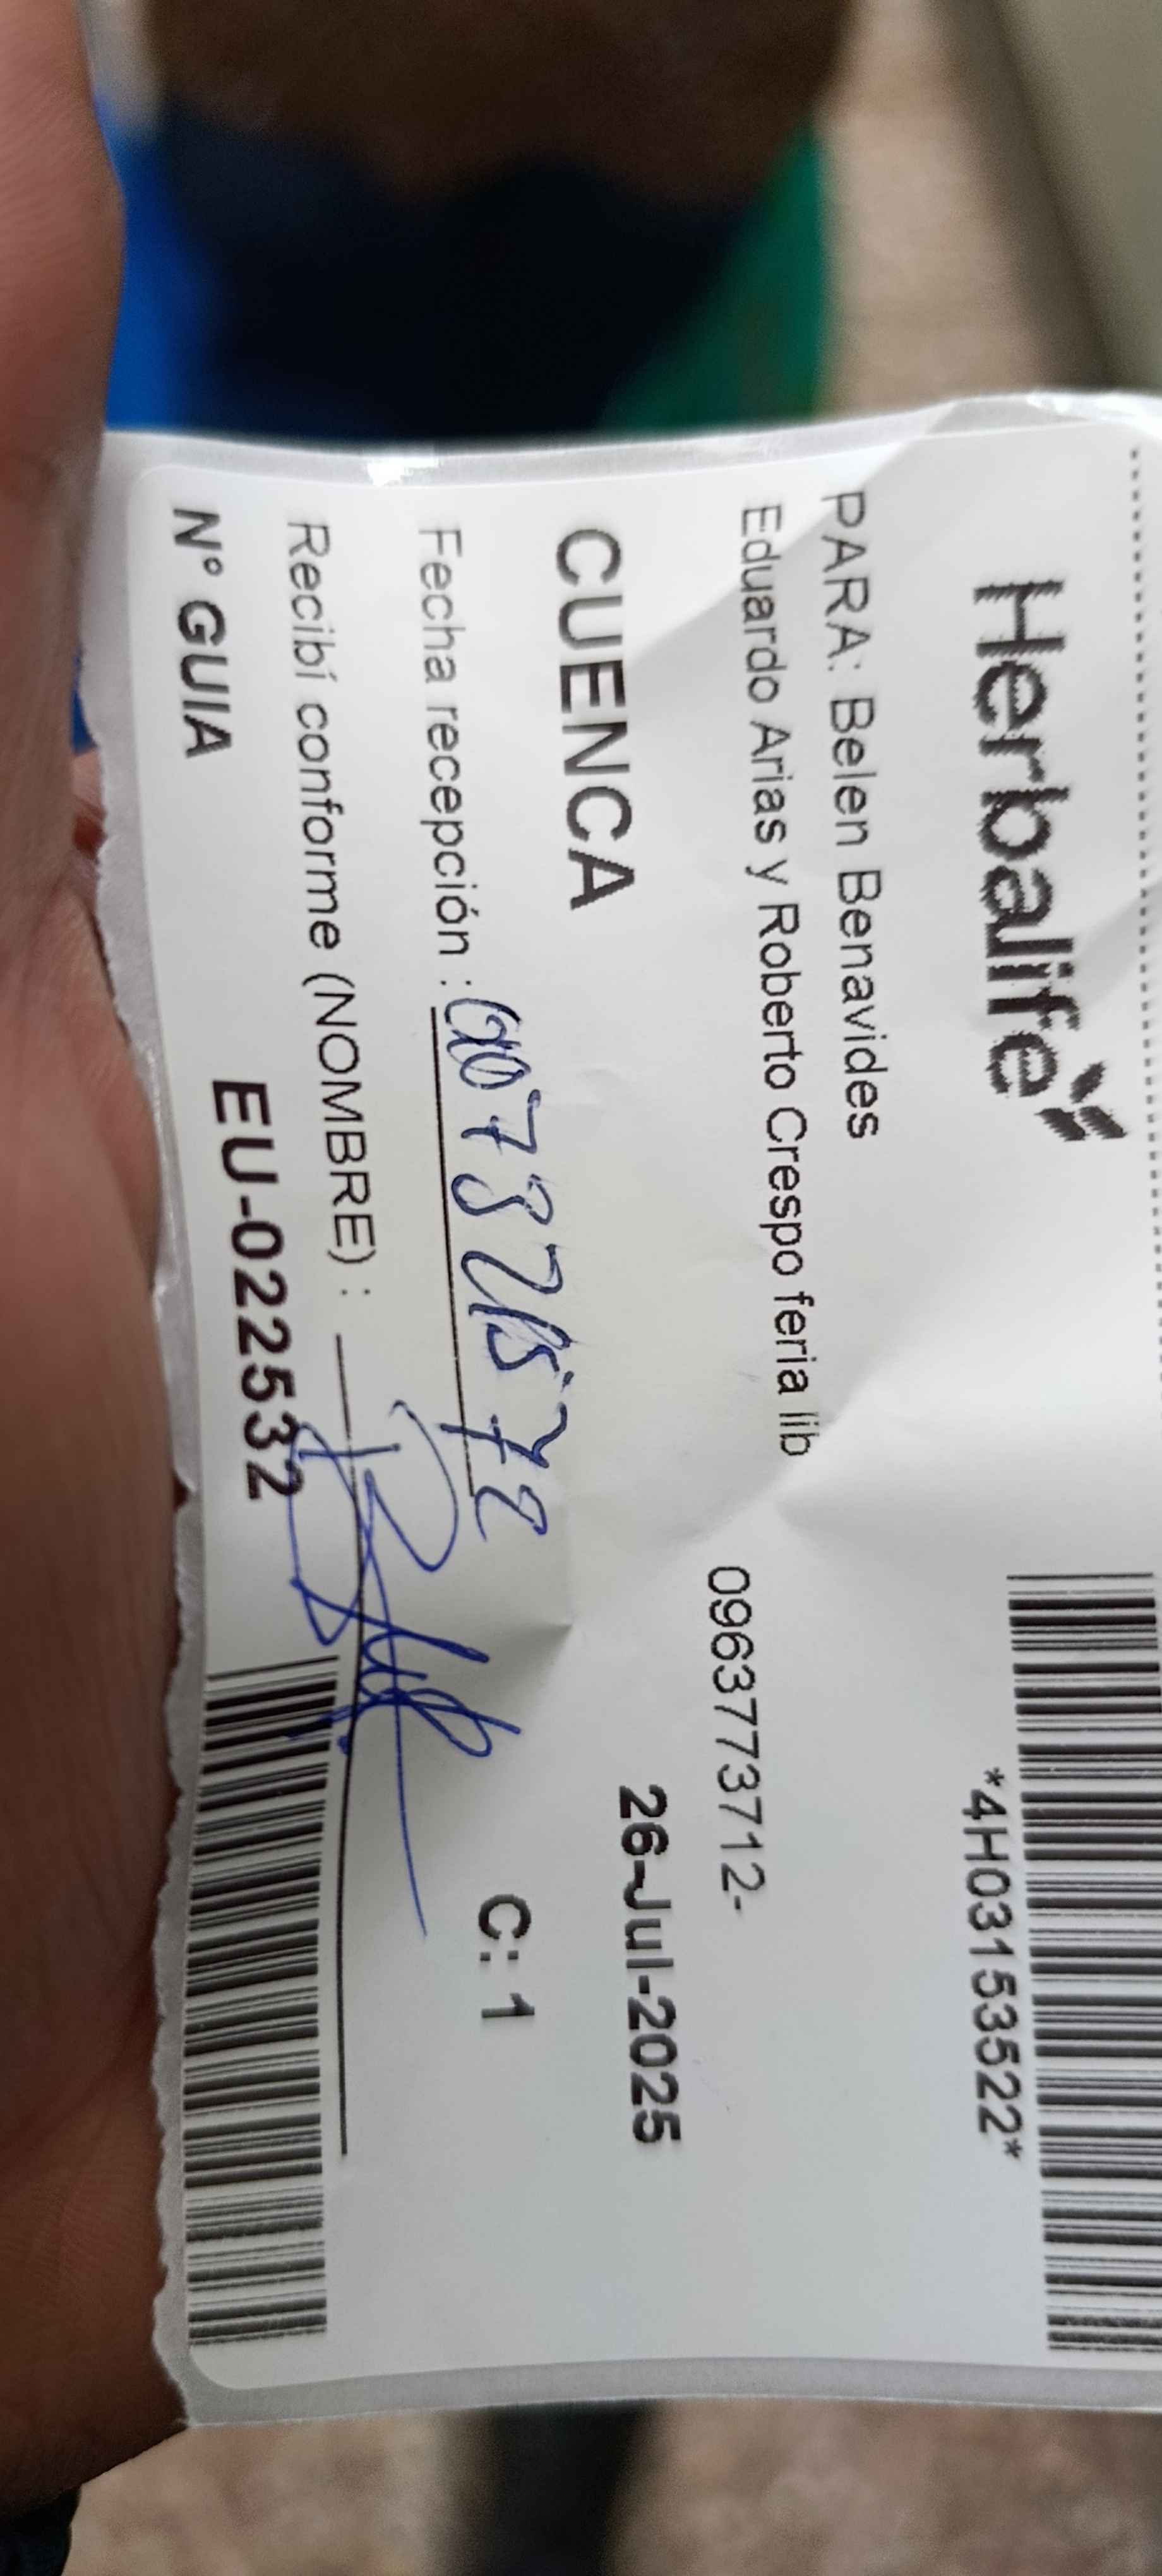 Herbalife
*4H03153522*
PARA: Belen Benavides
Eduardo Arias y Roberto Crespo feria lib
0963773712-
CUENCA
26-Jul-2025
Fecha recepción :
C: 1
Recibí conforme (NOMBRE) :
N° GUIA EU-022532